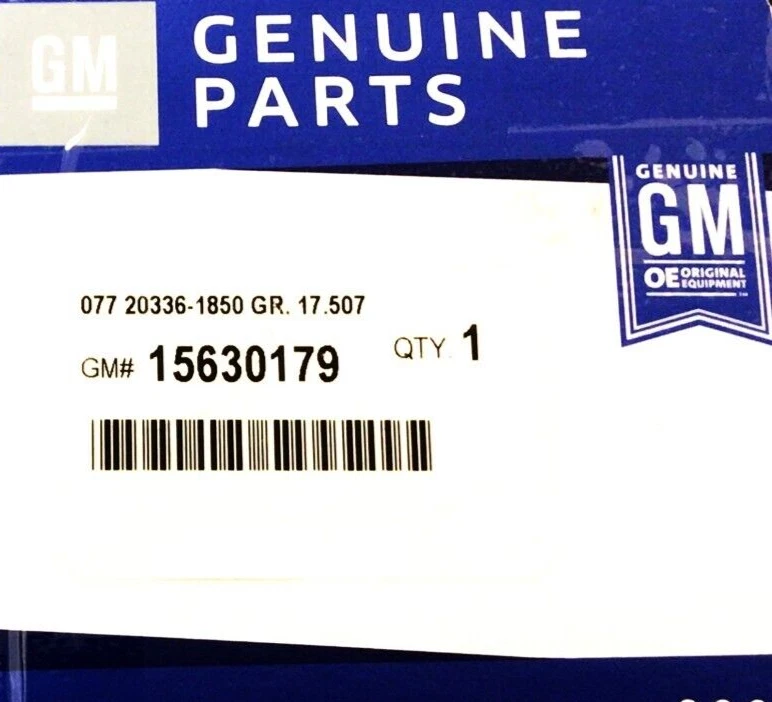 GM
GENUINE
PARTS
GENUINE
GM
OE ORIGINAL
EQUIPMENT
077 20336-1850 GR. 17.507
GM# 15630179
QTY. 1